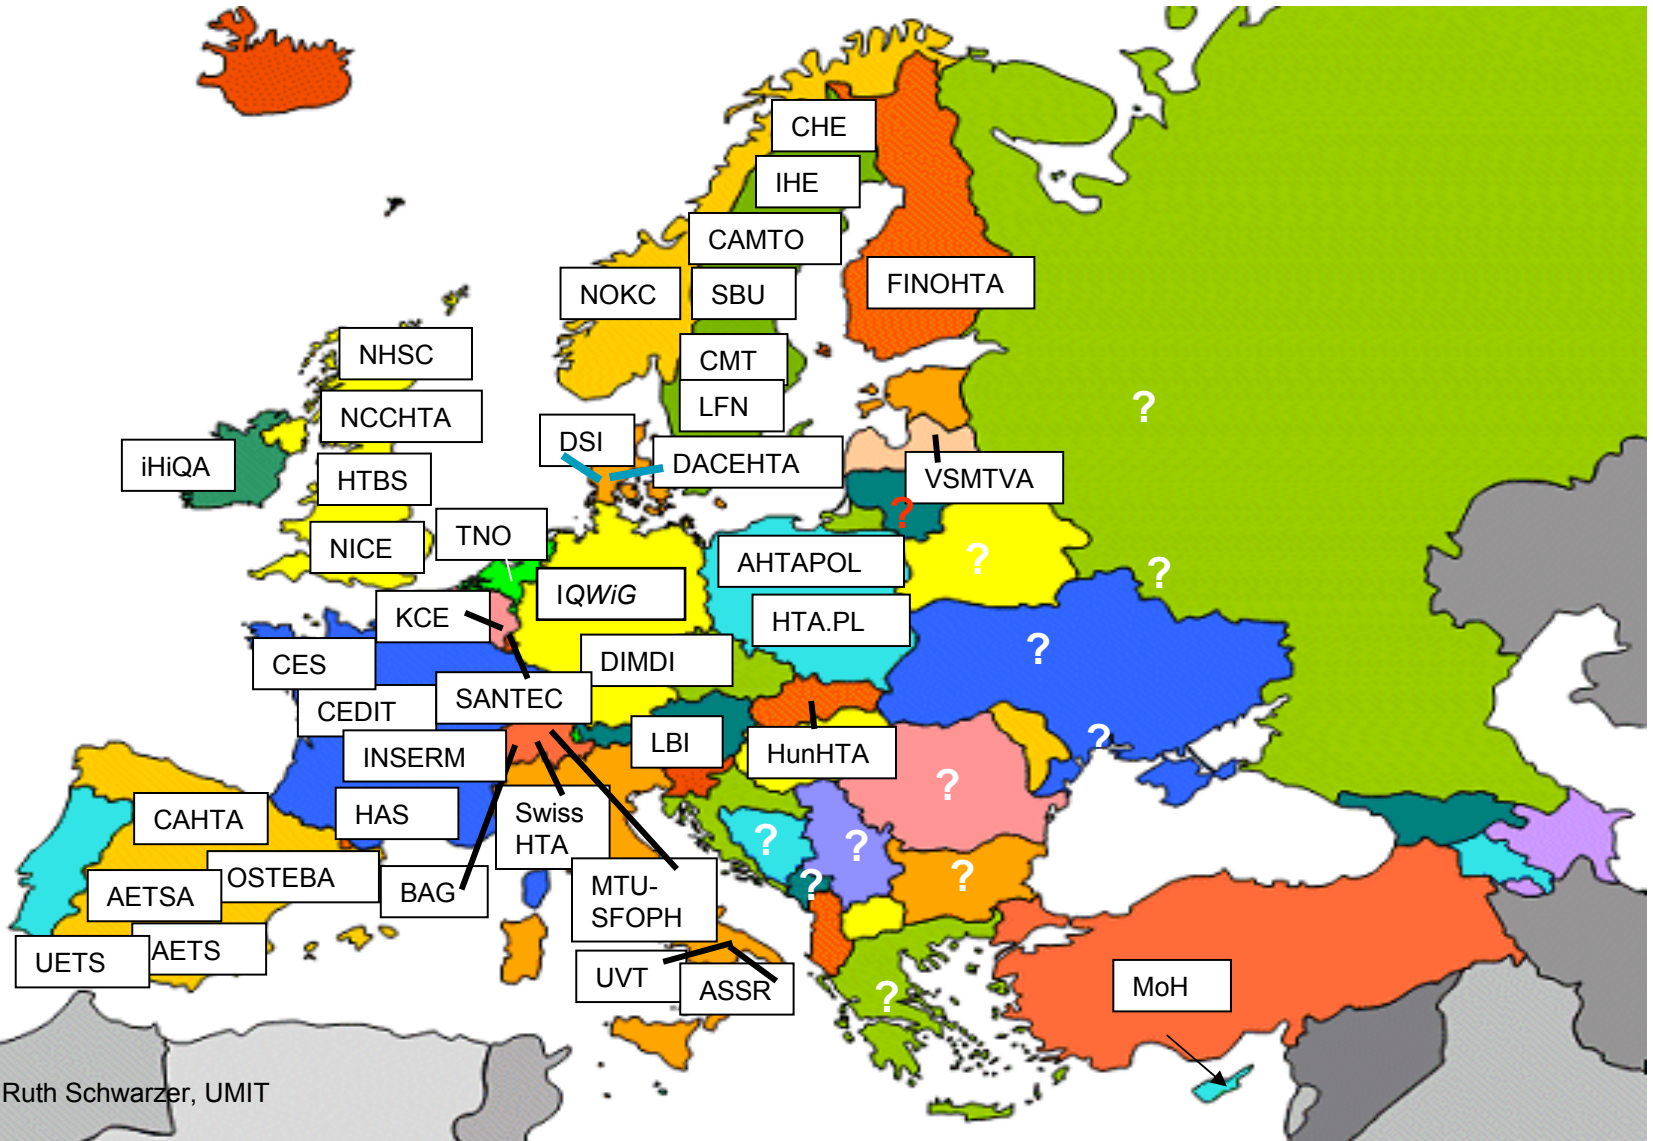 CHE
IHE
CAMTO
NOKC
SBU
FINOHTA
NHSC
CMT
NCCHTA
LFN
?
DSI
iHiQA
DACEHTA
HTBS
VSMTVA
?
NICE
TNO
AHTAPOL
?
?
IQWiG
KCE
HTA.PL
CES
DIMDI
?
SANTEC
CEDIT
LBI
HunHTA
?
INSERM
?
CAHTA
HAS
Swiss
HTA
?
?
OSTEBA
AETSA
BAG
MTU-
SFOPH
?
?
UETS
AETS
UVT
ASSR
?
MoH
Ruth Schwarzer, UMIT